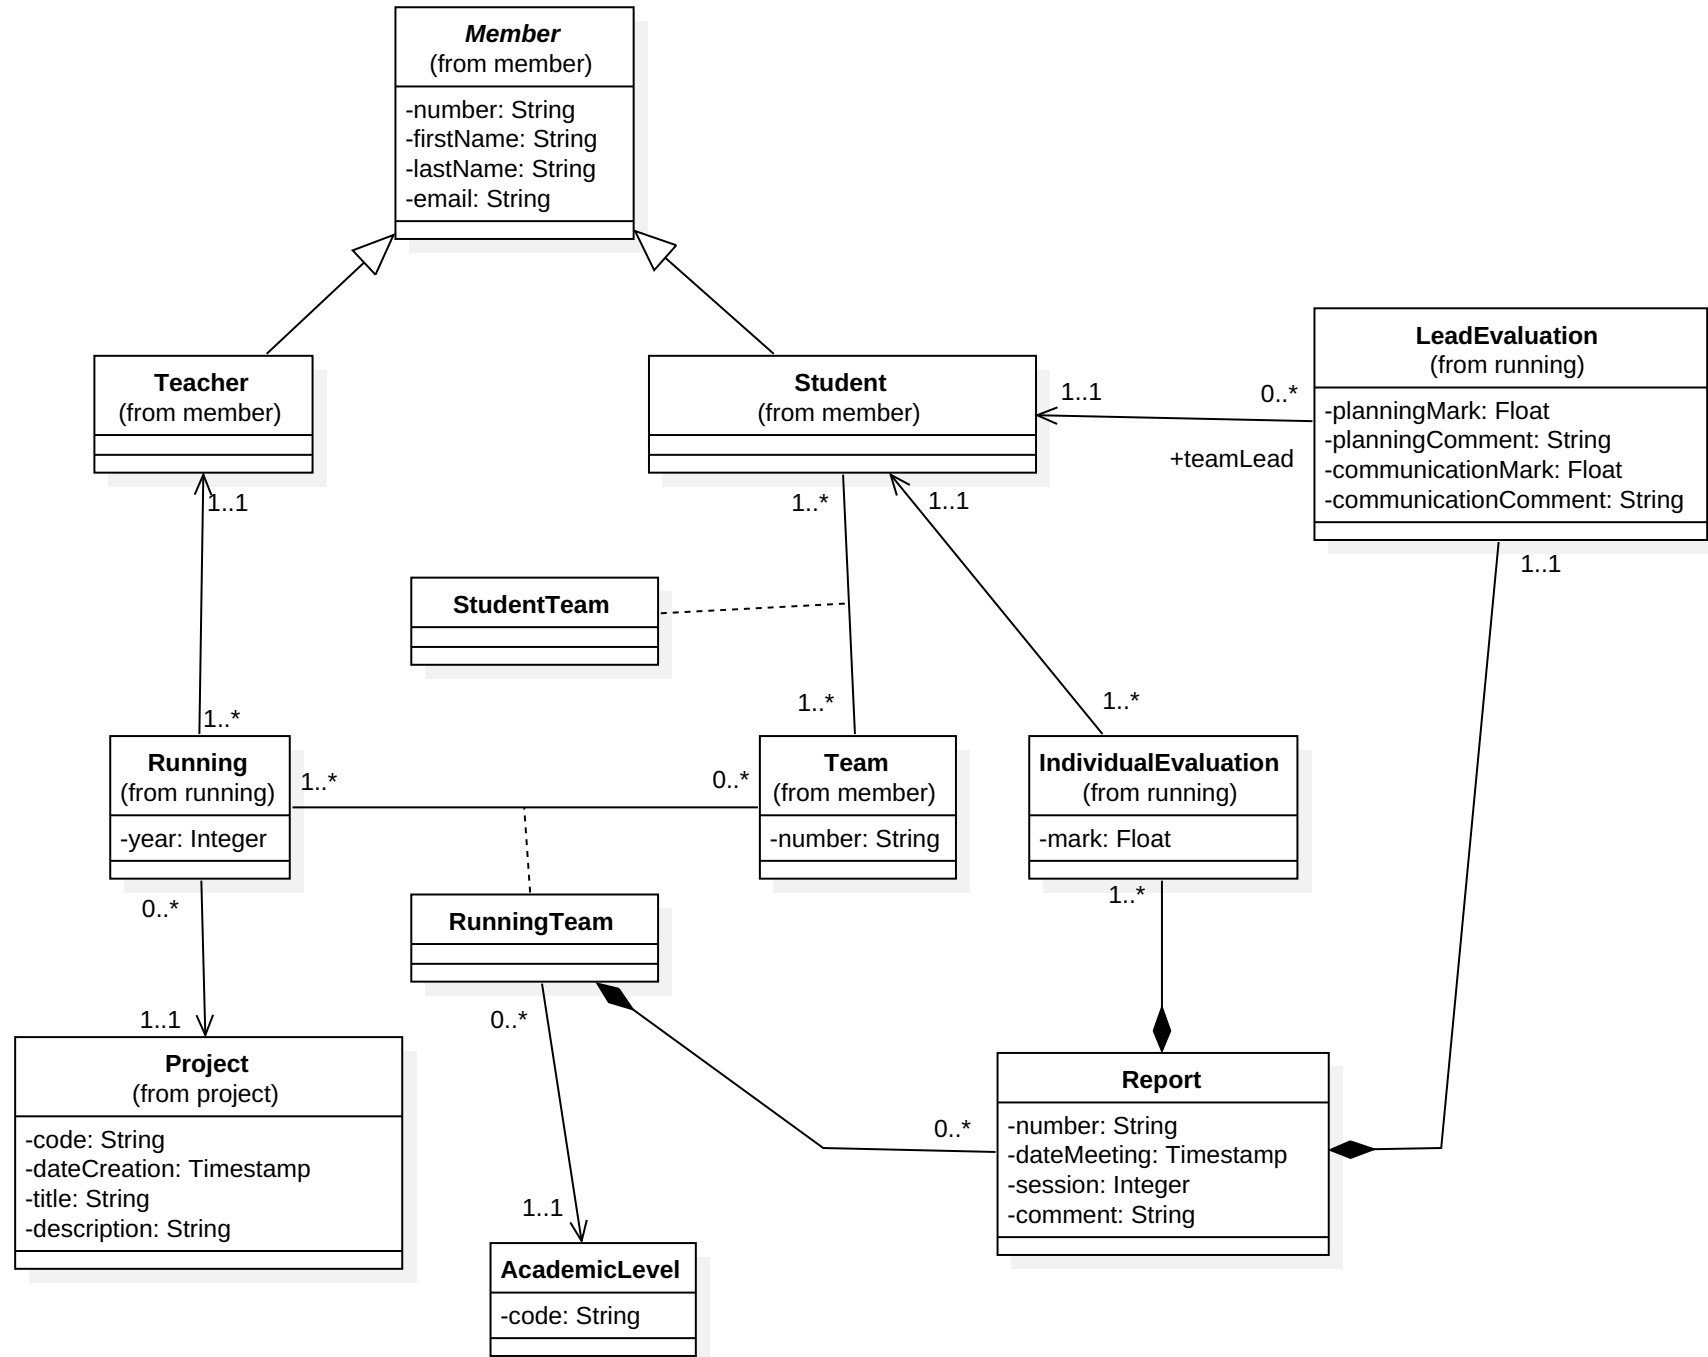 Member
(from member)
-number: String
-firstName: String
-lastName: String
-email: String
Teacher
(from member)
Student
(from member)
LeadEvaluation
(from running)
-planningMark: Float
-planningComment: String
-communicationMark: Float
-communicationComment: String
1..1
0..*
+teamLead
1..1
1..*
1..1
1..1
StudentTeam
1..*
1..*
1..*
Running
(from running)
-year: Integer
1..*
0..*
Team
(from member)
-number: String
IndividualEvaluation
(from running)
-mark: Float
0..*
1..*
RunningTeam
1..1
0..*
Project
(from project)
-code: String
-dateCreation: Timestamp
-title: String
-description: String
0..*
Report
-number: String
-dateMeeting: Timestamp
-session: Integer
-comment: String
1..1
AcademicLevel
-code: String